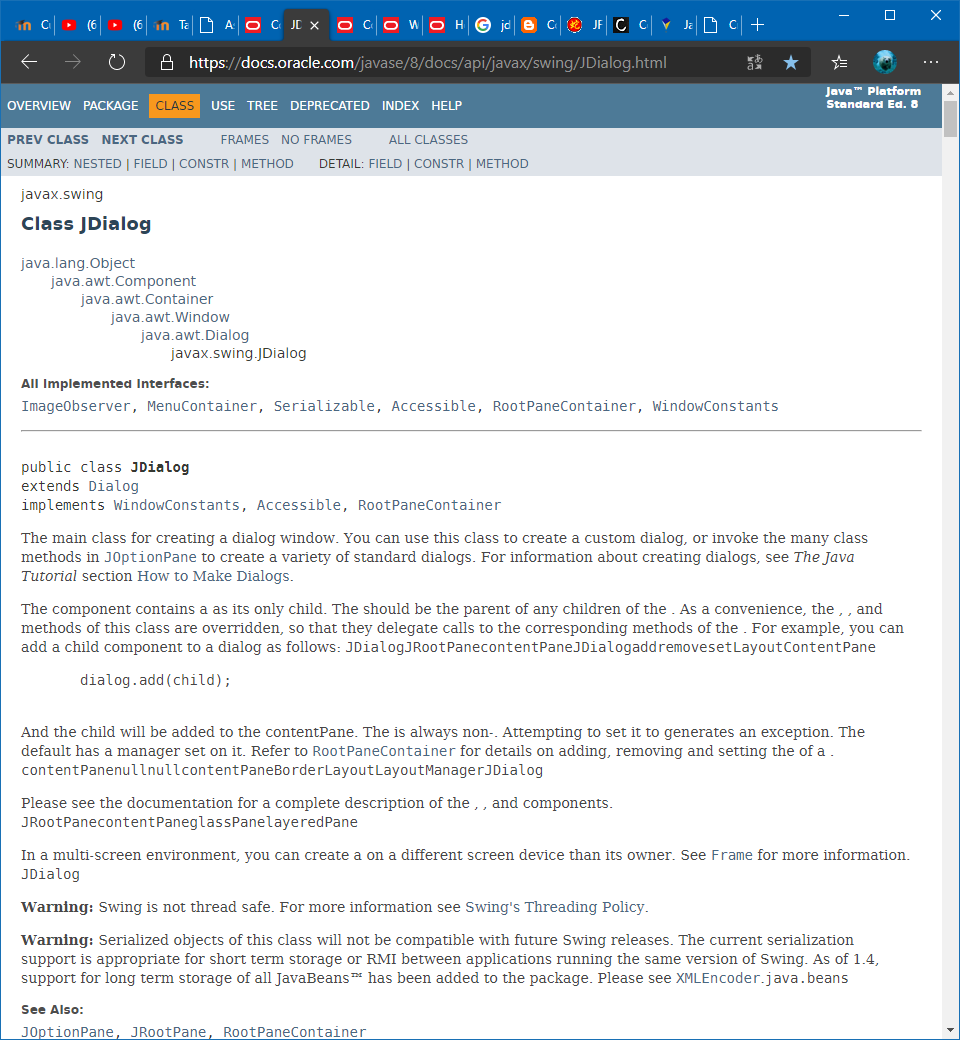 Co
(6
(6
Ta
A
Co
JD
Co
W
H
jd
Co
JF
C
Ja
C
https://docs.oracle.com/javase/8/docs/api/javax/swing/JDialog.html
OVERVIEW PACKAGE CLASS USE TREE DEPRECATED INDEX HELP
Java™ Platform
Standard Ed. 8
PREV CLASS NEXT CLASS FRAMES NO FRAMES ALL CLASSES
SUMMARY: NESTED | FIELD | CONSTR | METHOD DETAIL: FIELD | CONSTR | METHOD
javax.swing
Class JDialog
java.lang.Object
java.awt.Component
java.awt.Container
java.awt.Window
java.awt.Dialog
javax.swing.JDialog
All Implemented Interfaces:
ImageObserver, MenuContainer, Serializable, Accessible, RootPaneContainer, WindowConstants
public class JDialog
extends Dialog
implements WindowConstants, Accessible, RootPaneContainer
The main class for creating a dialog window. You can use this class to create a custom dialog, or invoke the many class
methods in JOptionPane to create a variety of standard dialogs. For information about creating dialogs, see The Java
Tutorial section How to Make Dialogs.
The component contains a as its only child. The should be the parent of any children of the . As a convenience, the , , and
methods of this class are overridden, so that they delegate calls to the corresponding methods of the . For example, you can
add a child component to a dialog as follows: JDialogJRootPanecontentPaneJDialogaddremovesetLayoutContentPane
dialog.add(child);
And the child will be added to the contentPane. The is always non-. Attempting to set it to generates an exception. The
default has a manager set on it. Refer to RootPaneContainer for details on adding, removing and setting the of a .
contentPanenullnullcontentPaneBorderLayoutLayoutManagerJDialog
Please see the documentation for a complete description of the , , and components.
JRootPanecontentPaneglassPanelayeredPane
In a multi-screen environment, you can create a on a different screen device than its owner. See Frame for more information.
JDialog
Warning: Swing is not thread safe. For more information see Swing's Threading Policy.
Warning: Serialized objects of this class will not be compatible with future Swing releases. The current serialization
support is appropriate for short term storage or RMI between applications running the same version of Swing. As of 1.4,
support for long term storage of all JavaBeans™ has been added to the package. Please see XMLEncoder.java.beans
See Also:
JOptionPane, JRootPane, RootPaneContainer